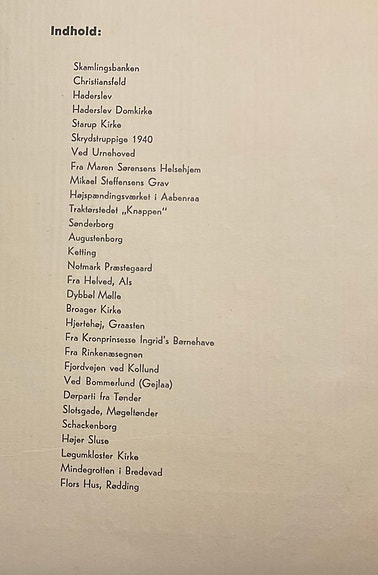 Indhold:
Skamlingsbanken
Christiansfeld
Haderslev
Haderslev Domkirke
Starup Kirke
Skrydstruppige 1940
Ved Urnehoved
Fra Maren Sørensens Helsehjem
Mikael Steffensens Grav
Højspændingsværket i Aabenraa
Traktørstedet „Knappen“
Sønderborg
Augustenborg
Ketting
Notmark Præstegaard
Fra Helved, Als
Dybbøl Mølle
Broager Kirke
Hjertehøj, Graasten
Fra Kronprinsesse Ingrid's Børnehave
Fra Rinkenæsegnen
Fjordvejen ved Kollund
Ved Bommerlund (Gejlaa)
Dørparti fra Tønder
Slotsgade, Møgeltønder
Schackenborg
Højer Sluse
Løgumkloster Kirke
Mindegrotten i Bredevad
Flors Hus, Rødding